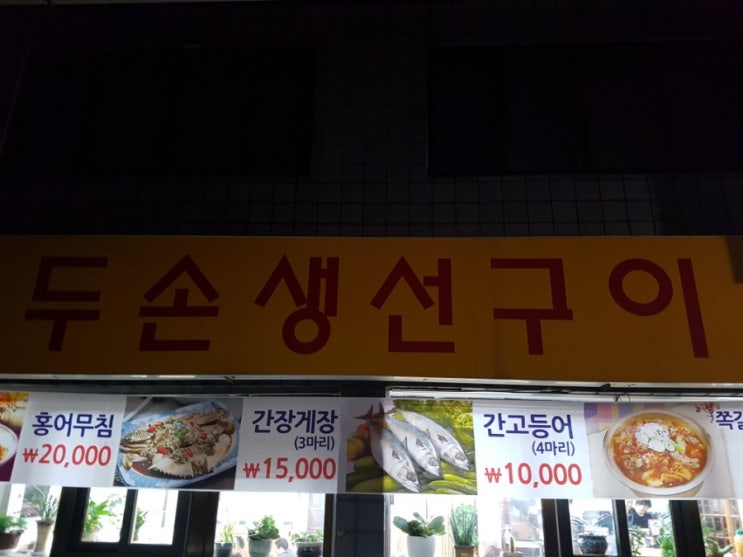 두손생선구이
홍어무침
₩20,000
간장게장
(3마리)
₩15,000
간고등어
(4마리)
₩10,000